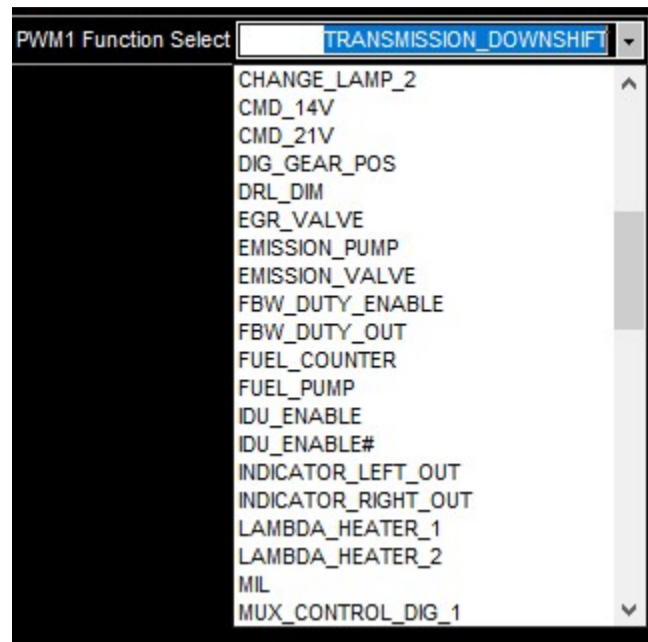 PWM1 Function Select TRANSMISSION_DOWNSHIFT
CHANGE_LAMP_2
CMD_14V
CMD_21V
DIG_GEAR_POS
DRL_DIM
EGR_VALVE
EMISSION_PUMP
EMISSION_VALVE
FBW_DUTY_ENABLE
FBW_DUTY_OUT
FUEL_COUNTER
FUEL_PUMP
IDU_ENABLE
IDU_ENABLE#
INDICATOR_LEFT_OUT
INDICATOR_RIGHT_OUT
LAMBDA_HEATER_1
LAMBDA_HEATER_2
MIL
MUX_CONTROL_DIG_1